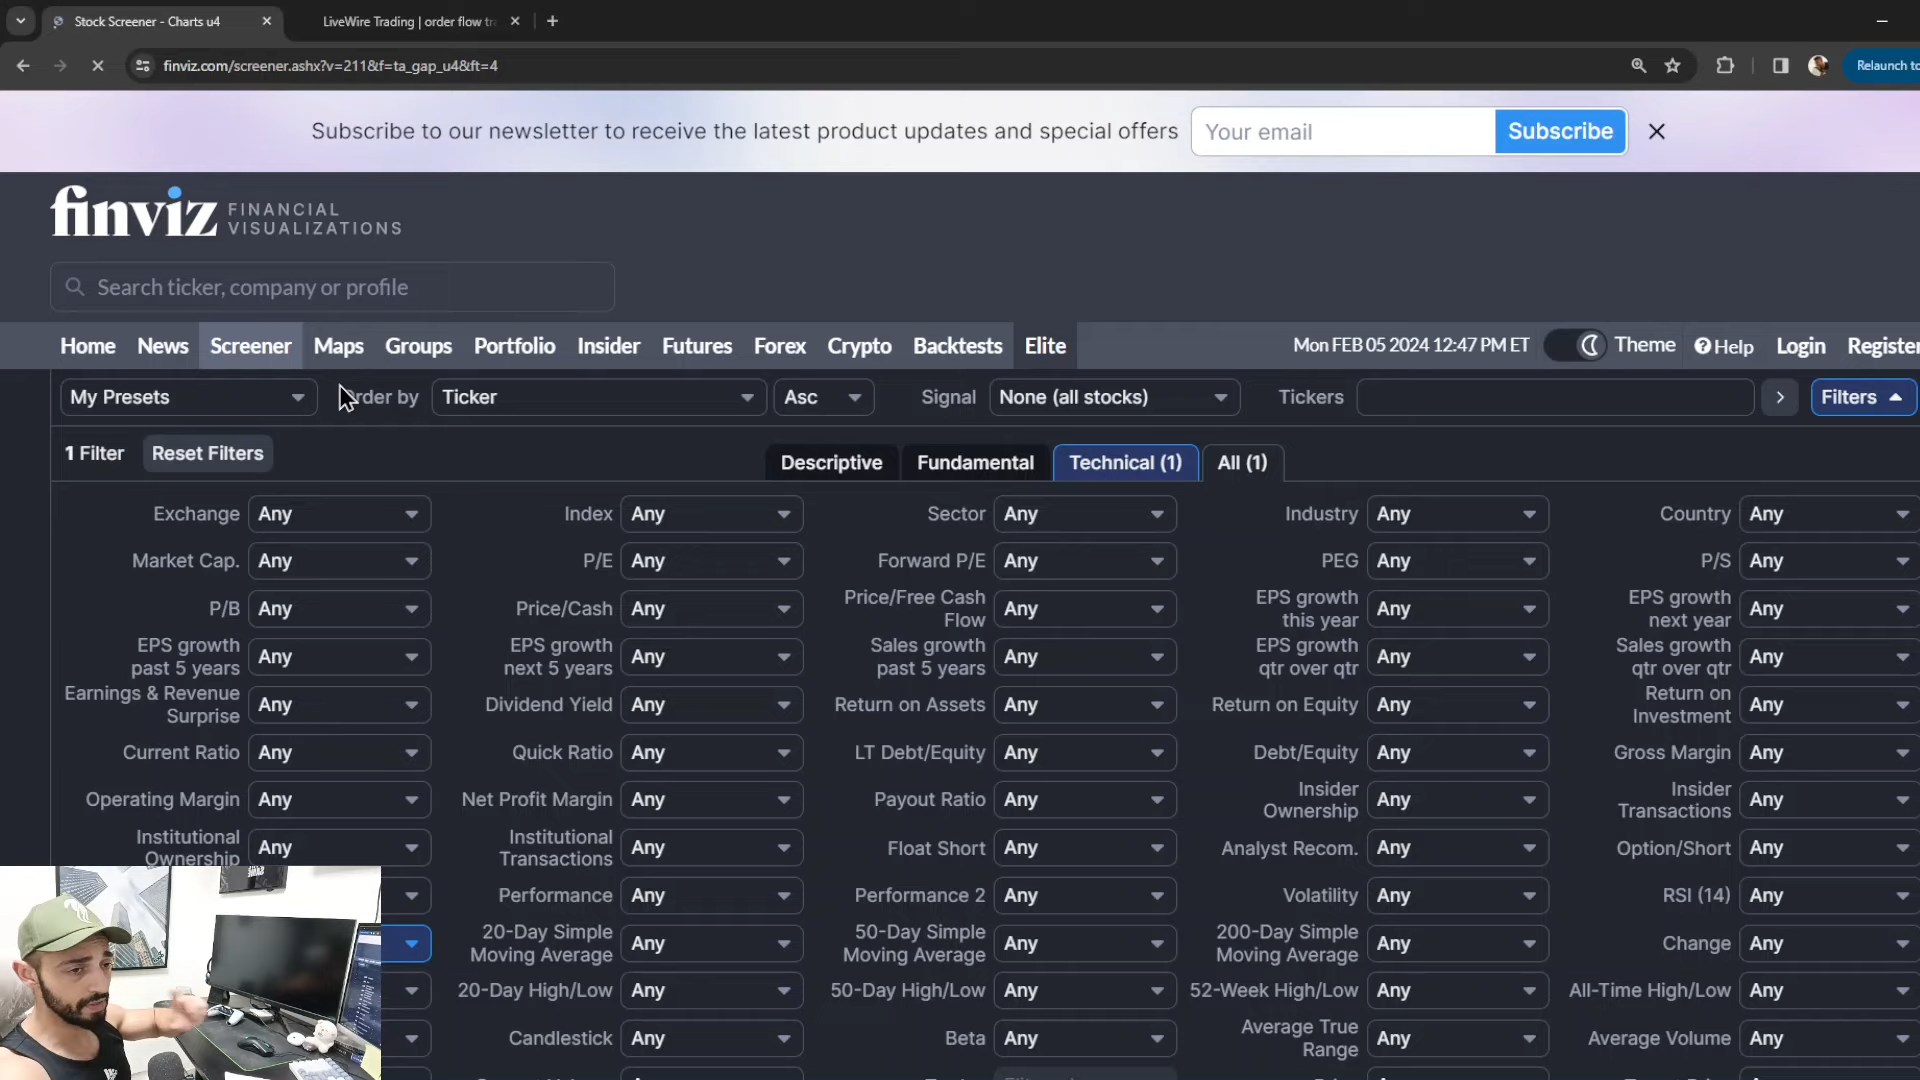 Stock Screener - Charts u4
LiveWire Trading | order flow tr
finviz.com/screener.ashx?v=211&f=ta_gap_u4&ft=4
Relaunch to
Subscribe to our newsletter to receive the latest product updates and special offers
Your email
Subscribe
finviz FINANCIAL VISUALIZATIONS
Search ticker, company or profile
Home News Screener Maps Groups Portfolio Insider Futures Forex Crypto Backtests Elite
Mon FEB 05 2024 12:47 PM ET Theme Help Login Register
My Presets Order by Ticker Asc Signal None (all stocks) Tickers Filters
1 Filter Reset Filters Descriptive Fundamental Technical (1) All (1)
Exchange Any Index Any Sector Any Industry Any Country Any
Market Cap. Any P/E Any Forward P/E Any PEG Any P/S Any
P/B Any Price/Cash Any Price/Free Cash Flow Any EPS growth this year Any EPS growth next year Any
EPS growth past 5 years Any EPS growth next 5 years Any Sales growth past 5 years Any EPS growth qtr over qtr Any Sales growth qtr over qtr Any
Earnings & Revenue Surprise Any Dividend Yield Any Return on Assets Any Return on Equity Any Return on Investment Any
Current Ratio Any Quick Ratio Any LT Debt/Equity Any Debt/Equity Any Gross Margin Any
Operating Margin Any Net Profit Margin Any Payout Ratio Any Insider Ownership Any Insider Transactions Any
Institutional Ownership Any Institutional Transactions Any Float Short Any Analyst Recom. Any Option/Short Any
Performance Any Performance 2 Any Volatility Any RSI (14) Any
20-Day Simple Moving Average Any 50-Day Simple Moving Average Any 200-Day Simple Moving Average Any Change Any
20-Day High/Low Any 50-Day High/Low Any 52-Week High/Low Any All-Time High/Low Any
Candlestick Any Beta Any Average True Range Any Average Volume Any